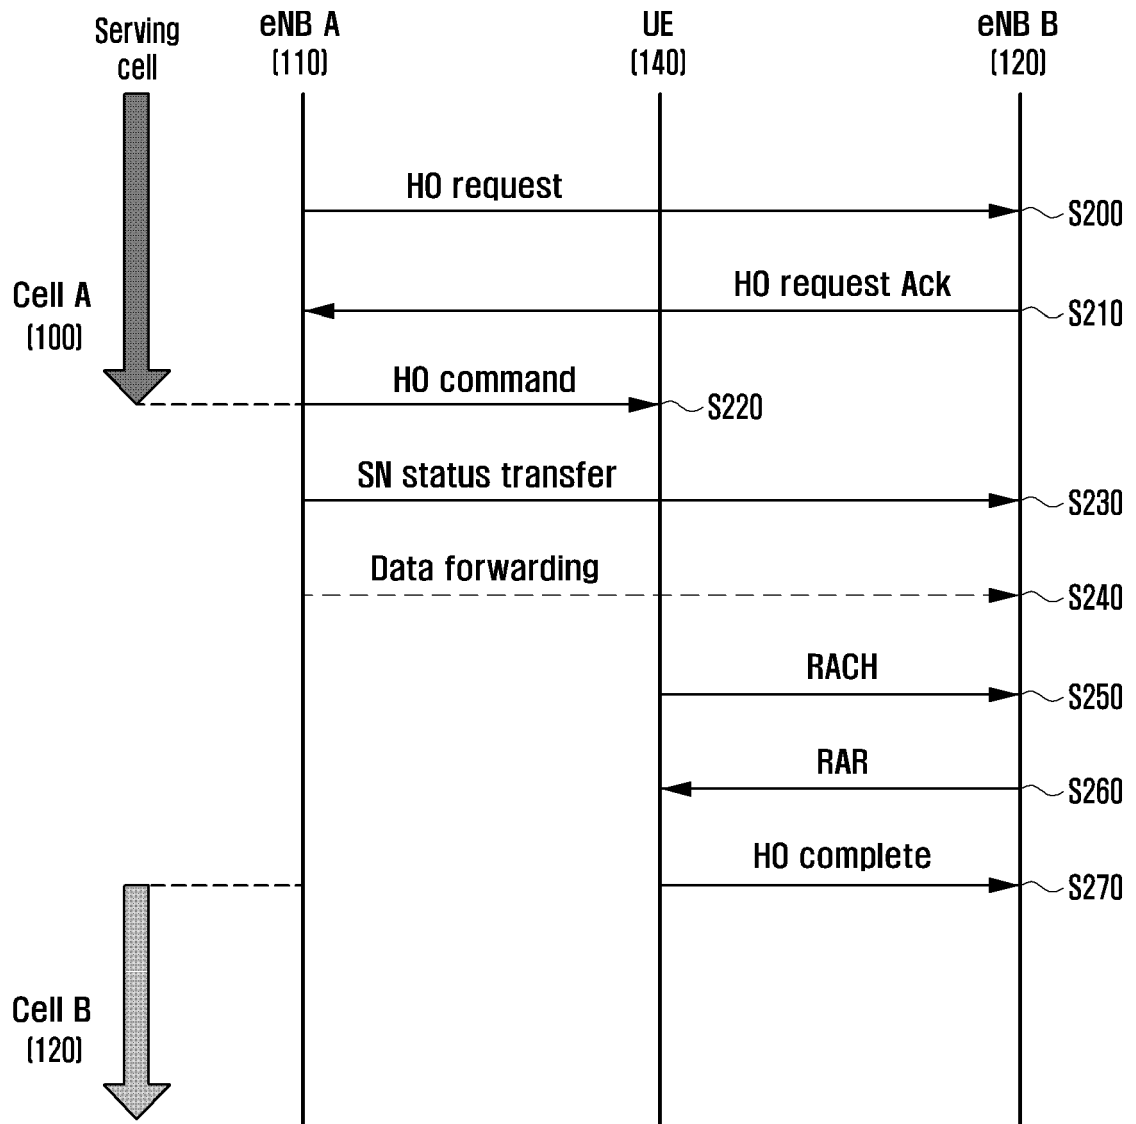 Serving
cell
eNB A
(110)
UE
(140)
eNB B
(120)
HO request
S200
HO request Ack
S210
Cell A
(100)
HO command
S220
SN status transfer
S230
Data forwarding
S240
RACH
S250
RAR
S260
HO complete
S270
Cell B
(120)